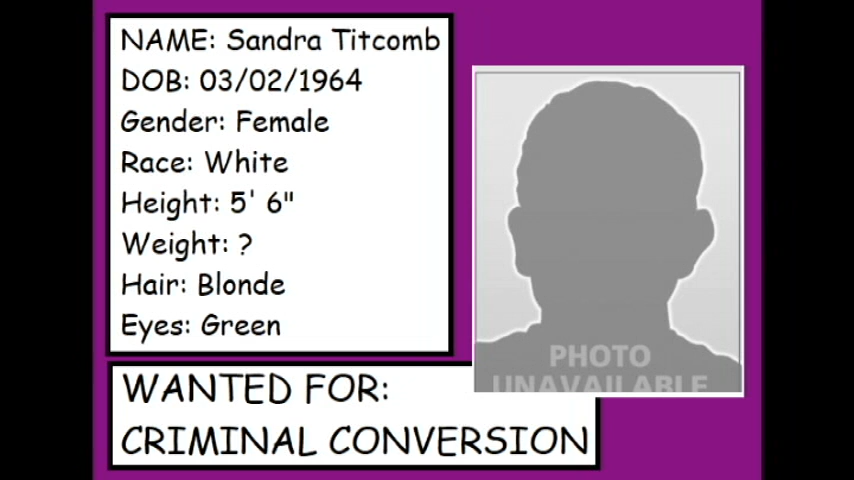 NAME: Sandra Titcomb
DOB: 03/02/1964
Gender: Female
Race: White
Height: 5' 6"
Weight: ?
Hair: Blonde
Eyes: Green
WANTED FOR:
CRIMINAL CONVERSION
PHOTO
UNAVAILABLE